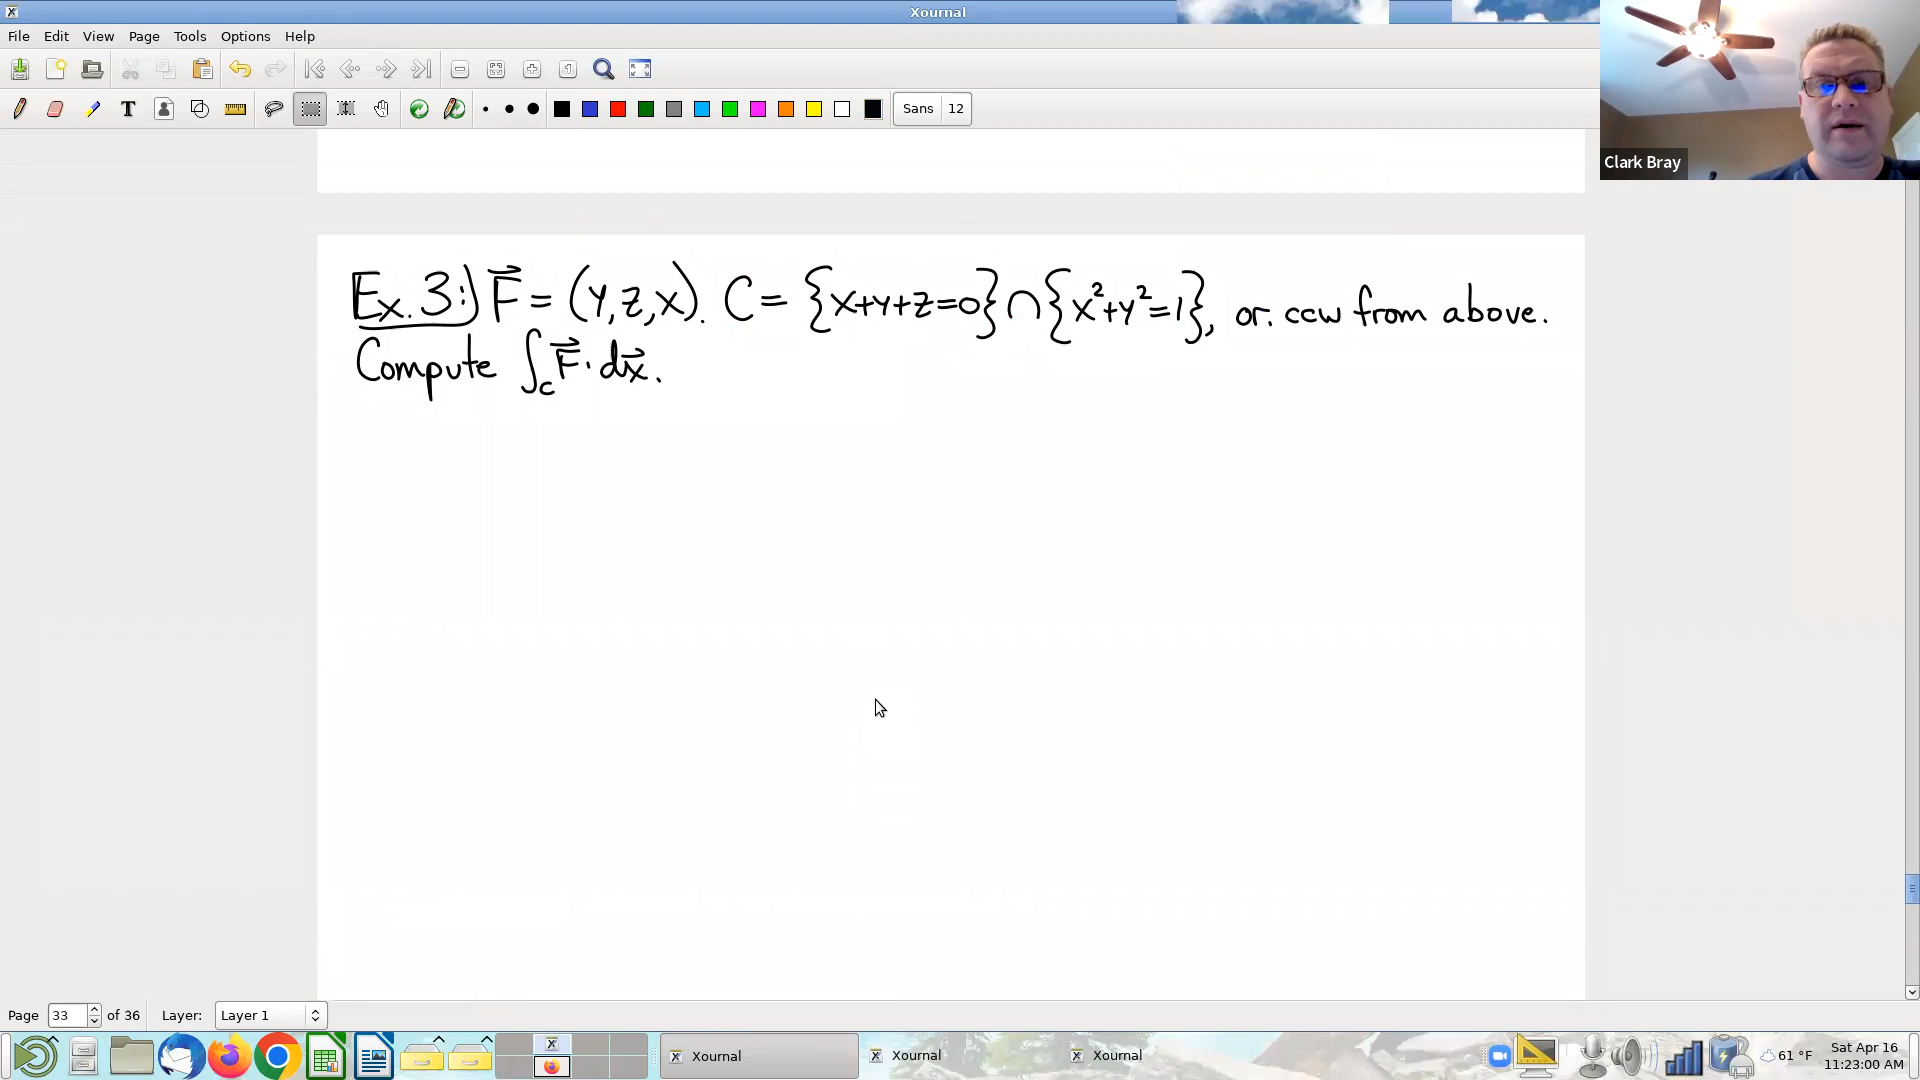 Xournal
File Edit View Page Tools Options Help
Sans 12
Clark Bray
Ex. 3:) F⃗ = (y,z,x). C = {x+y+z=0}∩{x²+y²=1}, or. ccw from above.
Compute ∫_C F⃗·dx⃗.
Page 33 of 36 Layer: Layer 1
Xournal Xournal Xournal 61 °F Sat Apr 16
11:23:00 AM